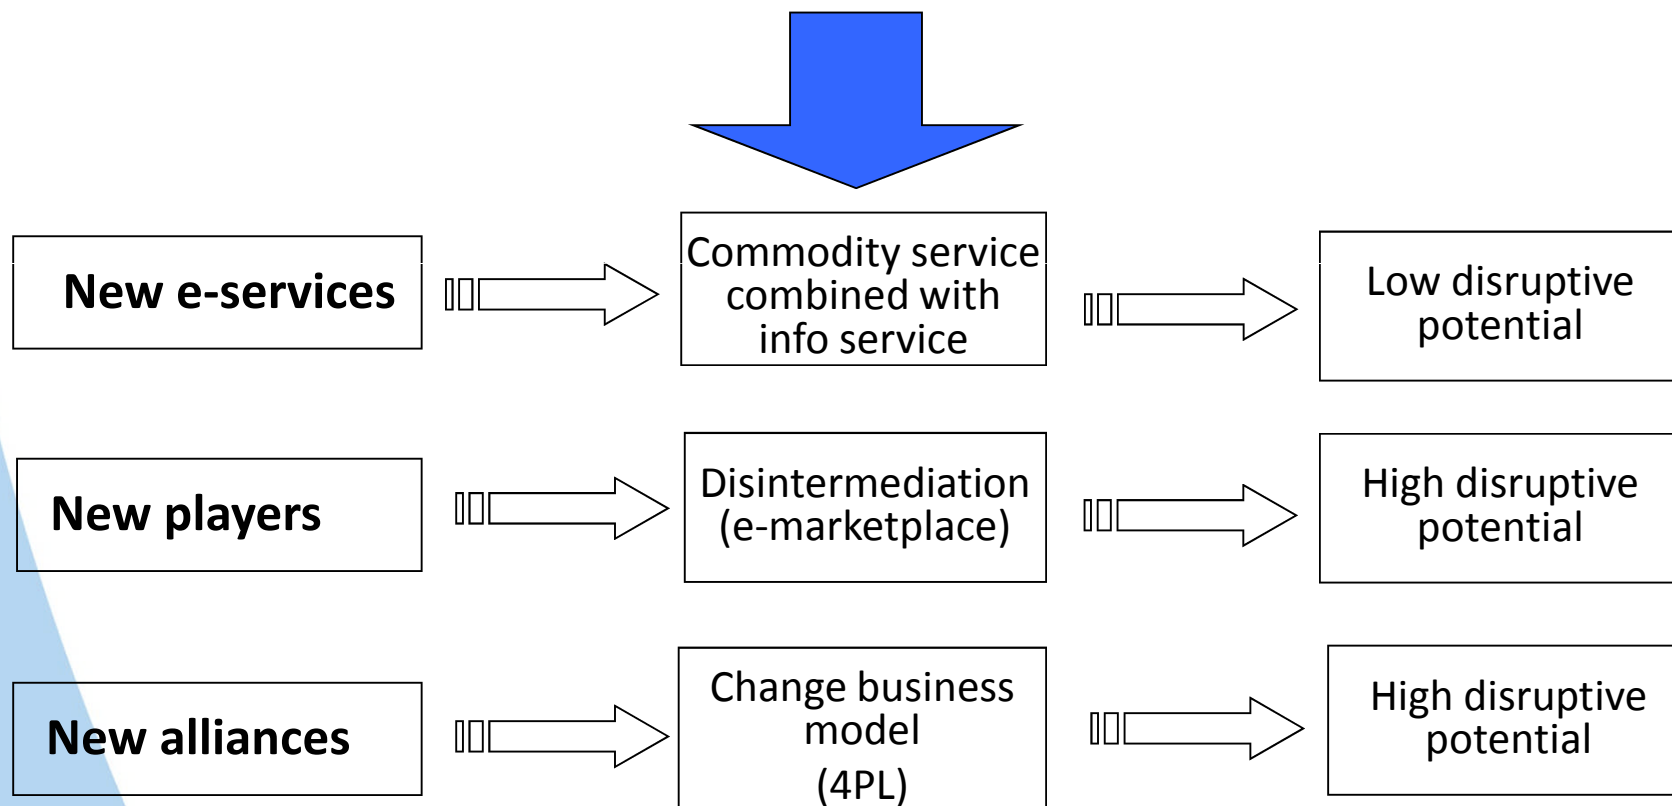 New e-services
Commodity service
combined with
info service
Low disruptive
potential
New players
Disintermediation
(e-marketplace)
High disruptive
potential
New alliances
Change business
model
(4PL)
High disruptive
potential